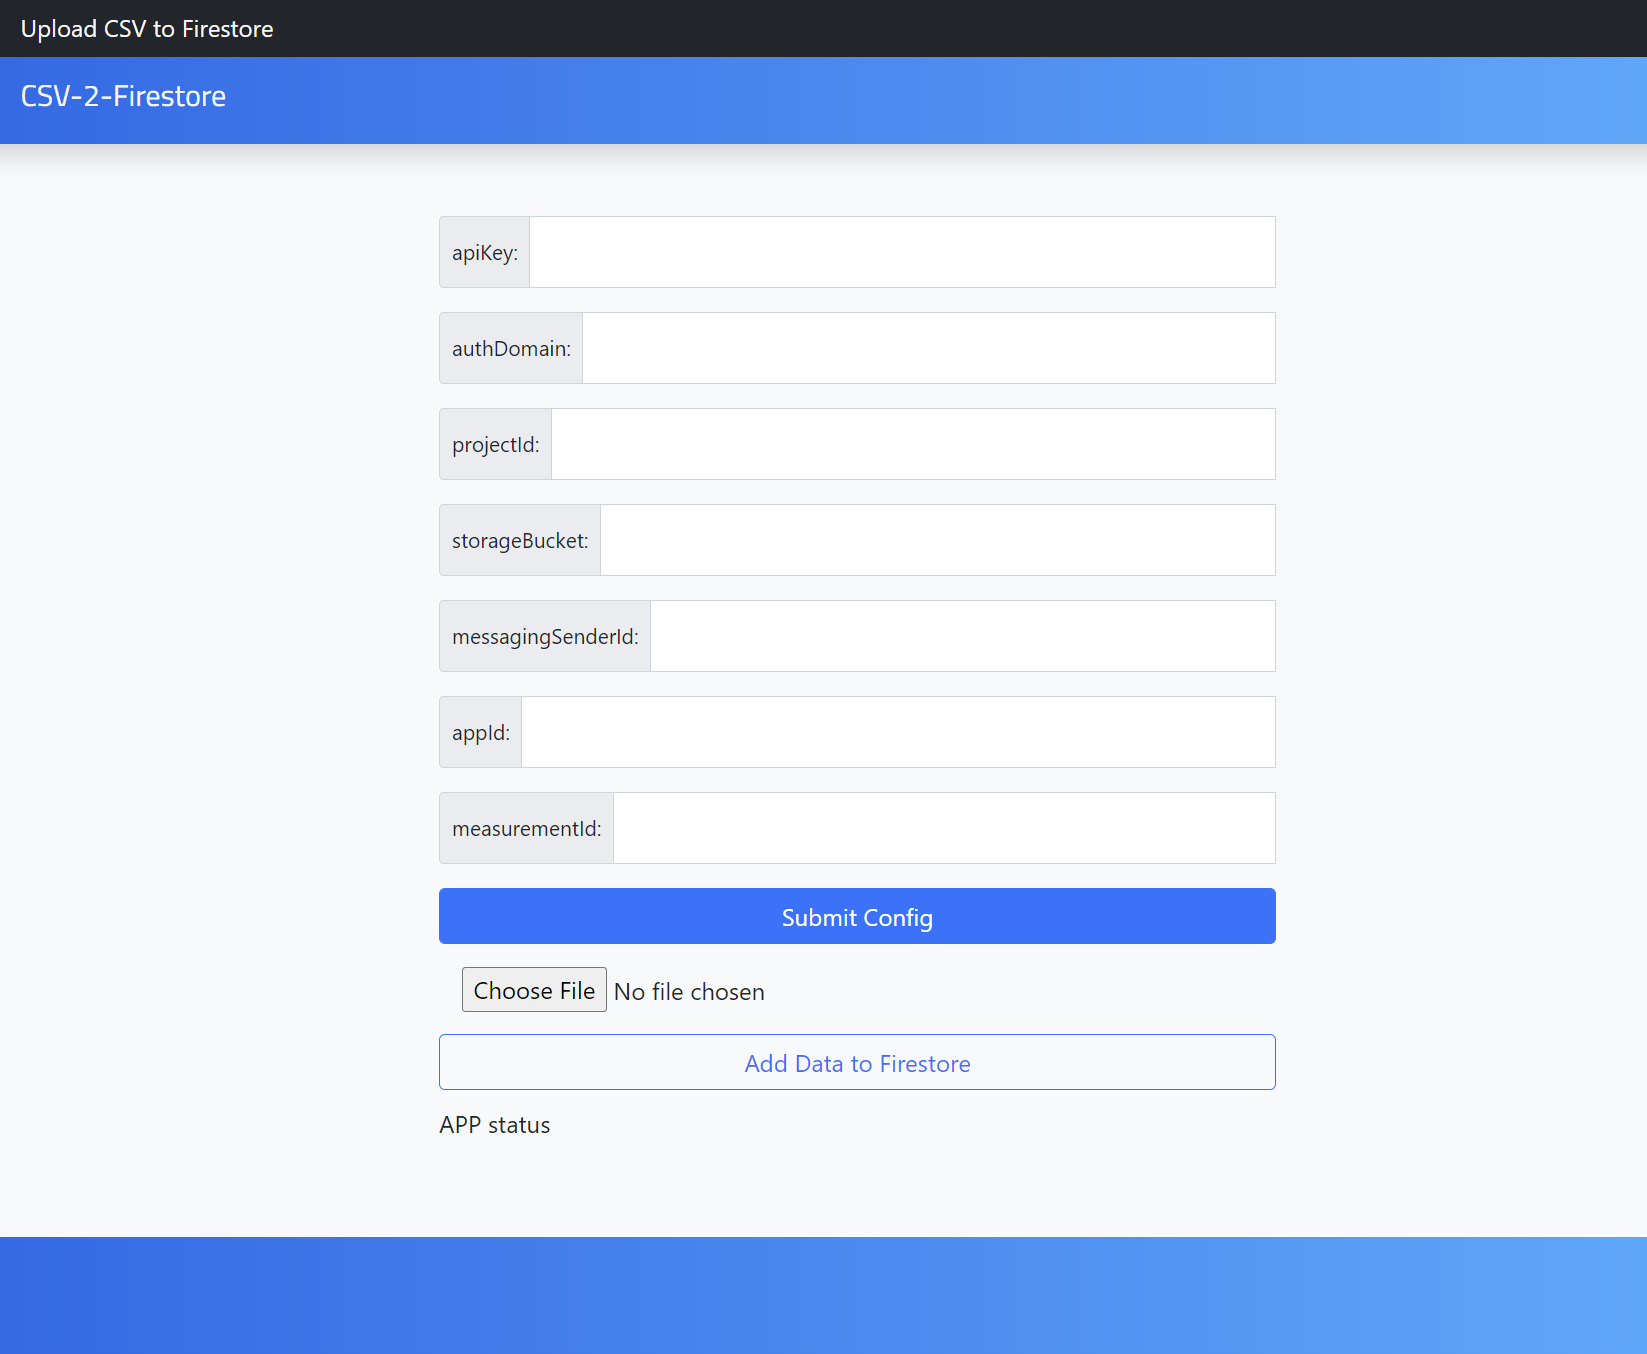 Upload CSV to Firestore
CSV-2-Firestore
apiKey:
authDomain:
projectId:
storageBucket:
messagingSenderId:
appId:
measurementId:
Submit Config
Choose File No file chosen
Add Data to Firestore
APP status